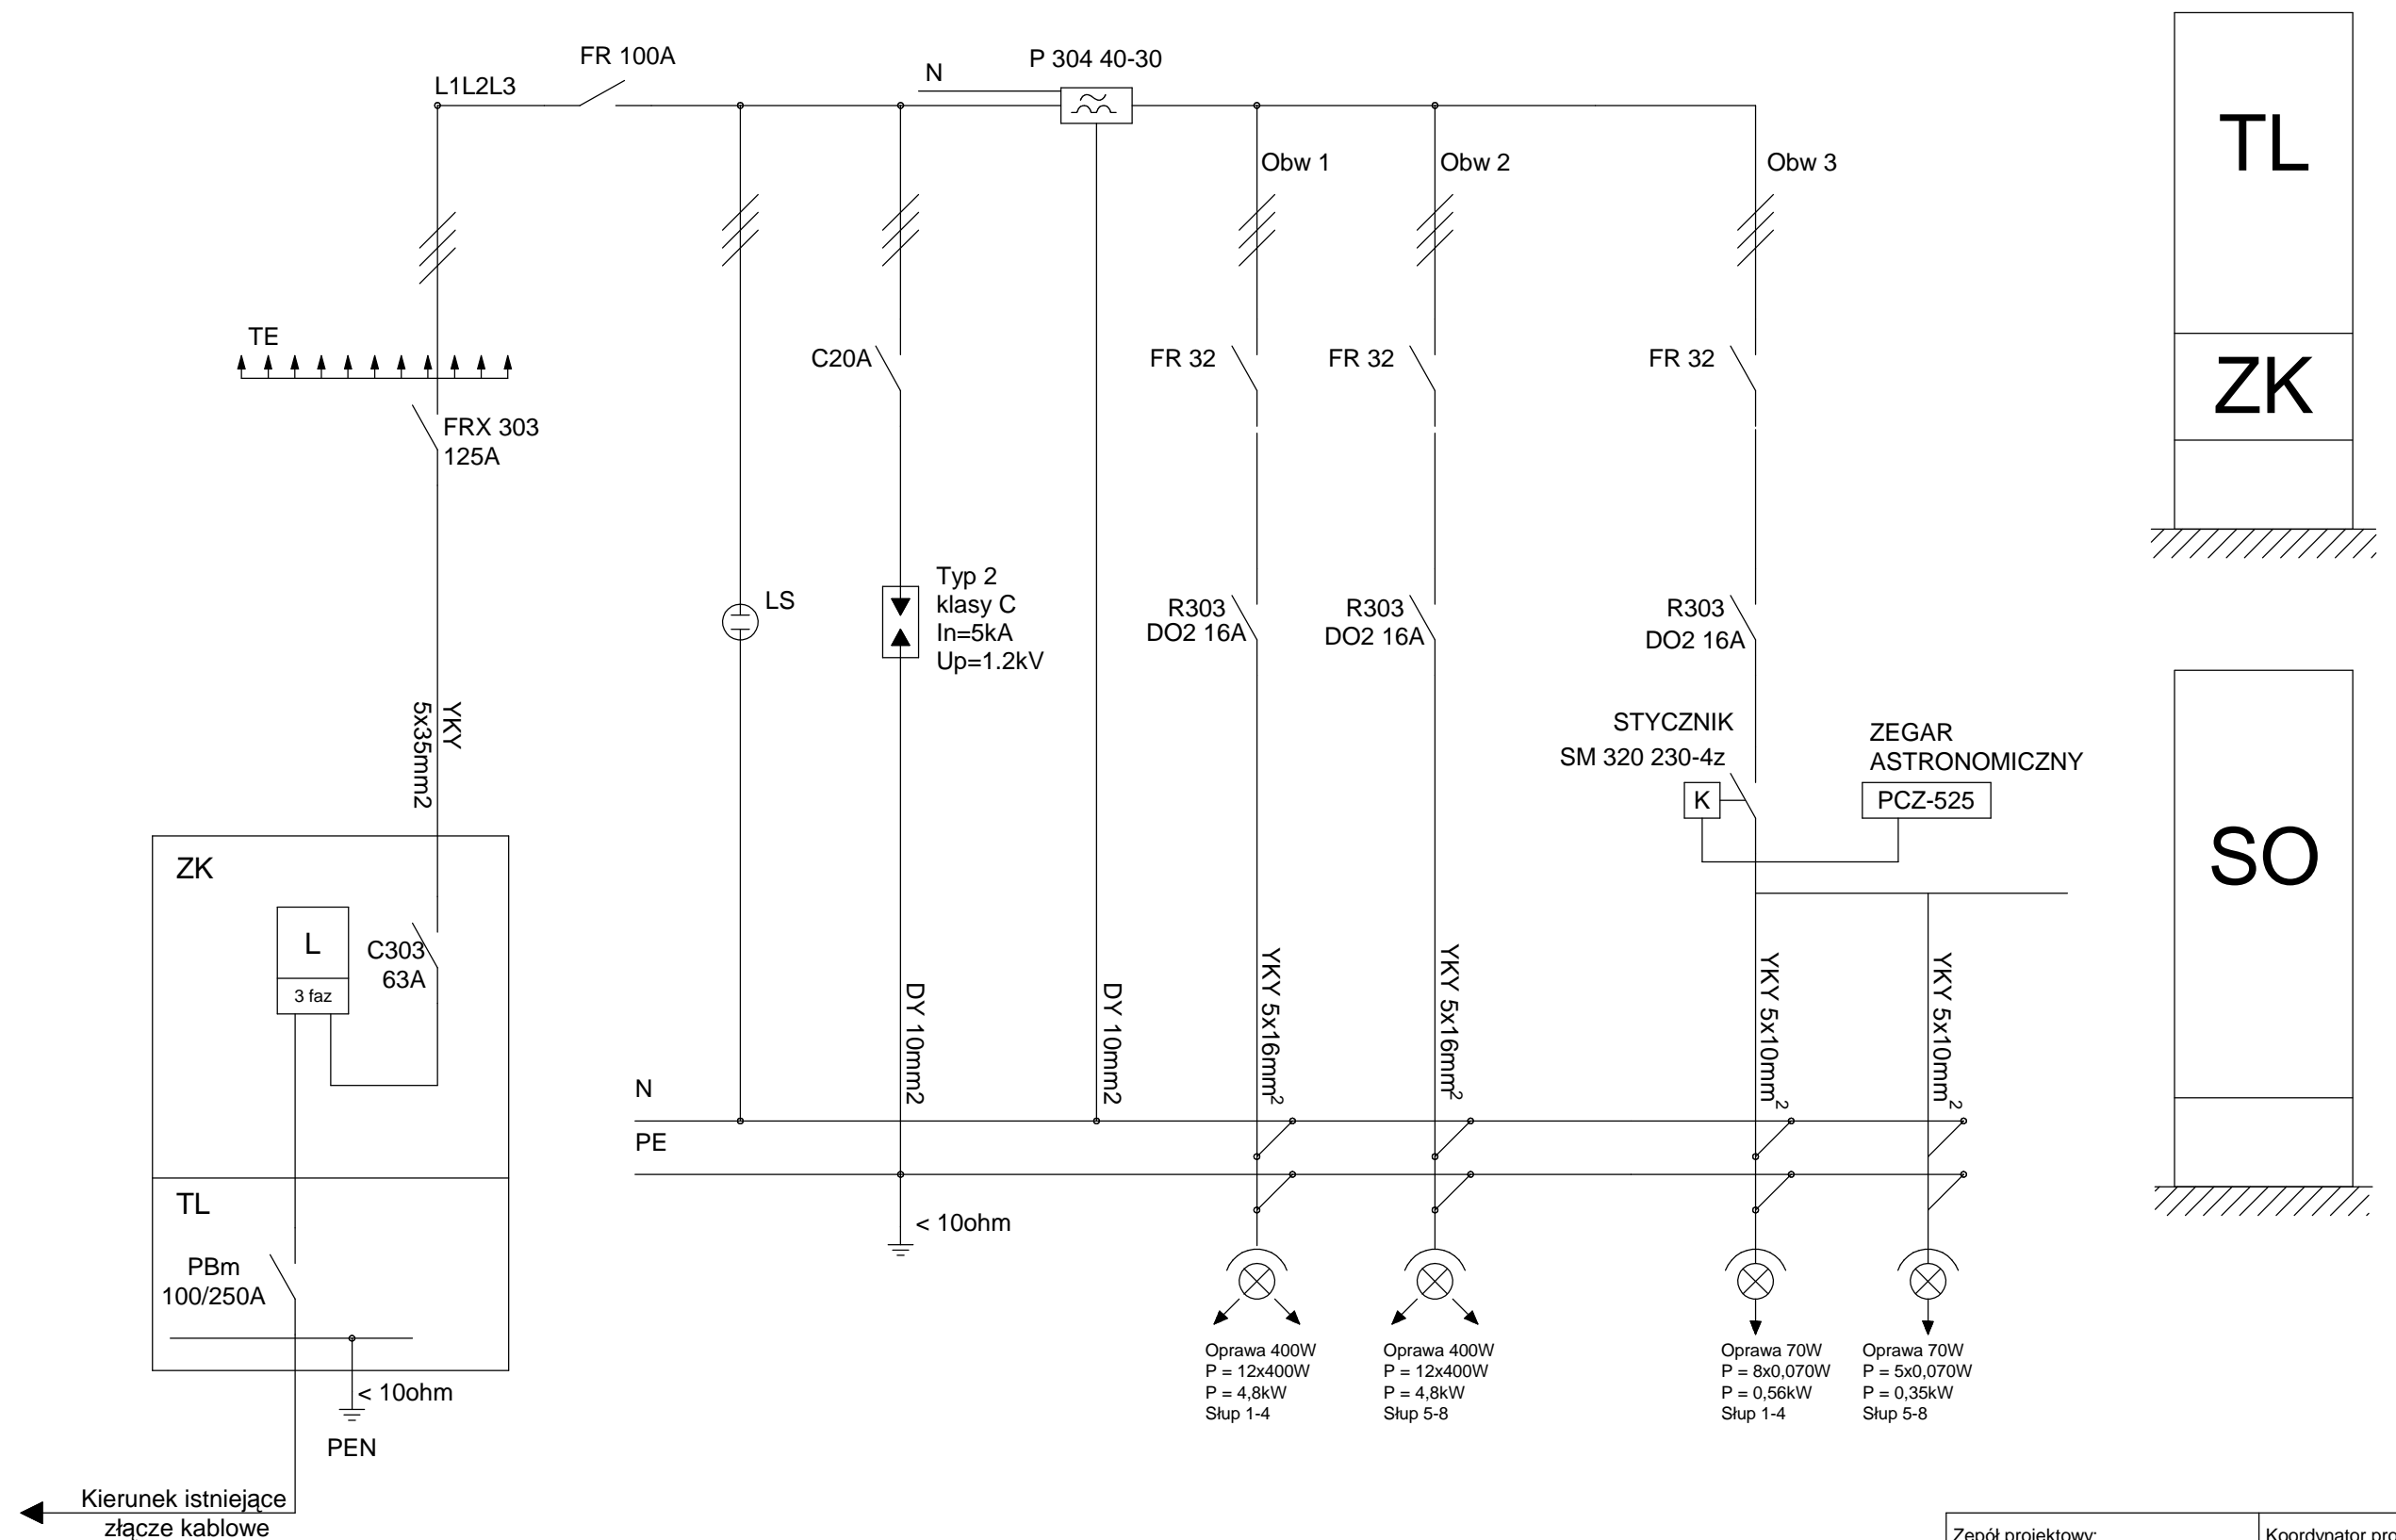 FR 100A
P 304 40-30
N
L1L2L3
TL
Obw 1
Obw 2
Obw 3
TE
C20A
FR 32
FR 32
FR 32
ZK
FRX 303
125A
Typ 2
klasy C
In=5kA
Up=1.2kV
LS
R303
DO2 16A
R303
DO2 16A
R303
DO2 16A
YKY
5x35mm2
STYCZNIK
SM 320 230-4z
K
ZEGAR
ASTRONOMICZNY
PCZ-525
SO
ZK
L
3 faz
C303
63A
DY 10mm2
DY 10mm2
YKY 5x16mm²
YKY 5x16mm²
YKY 5x10mm²
YKY 5x10mm²
N
PE
TL
< 10ohm
PBm
100/250A
< 10ohm
PEN
Oprawa 400W
P = 12x400W
P = 4,8kW
Słup 1-4
Oprawa 400W
P = 12x400W
P = 4,8kW
Słup 5-8
Oprawa 70W
P = 8x0,070W
P = 0,56kW
Słup 1-4
Oprawa 70W
P = 5x0,070W
P = 0,35kW
Słup 5-8
Kierunek istniejące
złącze kablowe
Zepół projektowy:
Koordynator pro